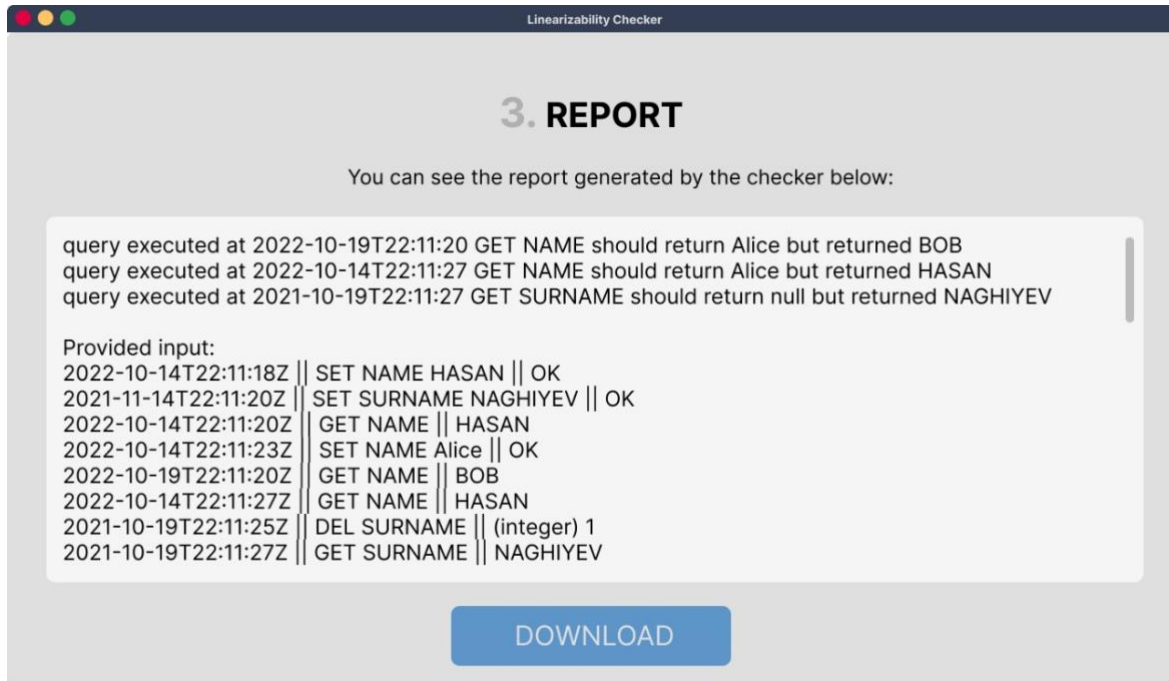 Linearizability Checker
3. REPORT
You can see the report generated by the checker below:
query executed at 2022-10-19T22:11:20 GET NAME should return Alice but returned BOB
query executed at 2022-10-14T22:11:27 GET NAME should return Alice but returned HASAN
query executed at 2021-10-19T22:11:27 GET SURNAME should return null but returned NAGHIYEV
Provided input:
2022-10-14T22:11:18Z || SET NAME HASAN || OK
2021-11-14T22:11:20Z || SET SURNAME NAGHIYEV || OK
2022-10-14T22:11:20Z || GET NAME || HASAN
2022-10-14T22:11:23Z || SET NAME Alice || OK
2022-10-19T22:11:20Z || GET NAME || BOB
2022-10-14T22:11:27Z || GET NAME || HASAN
2021-10-19T22:11:25Z || DEL SURNAME || (integer) 1
2021-10-19T22:11:27Z || GET SURNAME || NAGHIYEV
DOWNLOAD